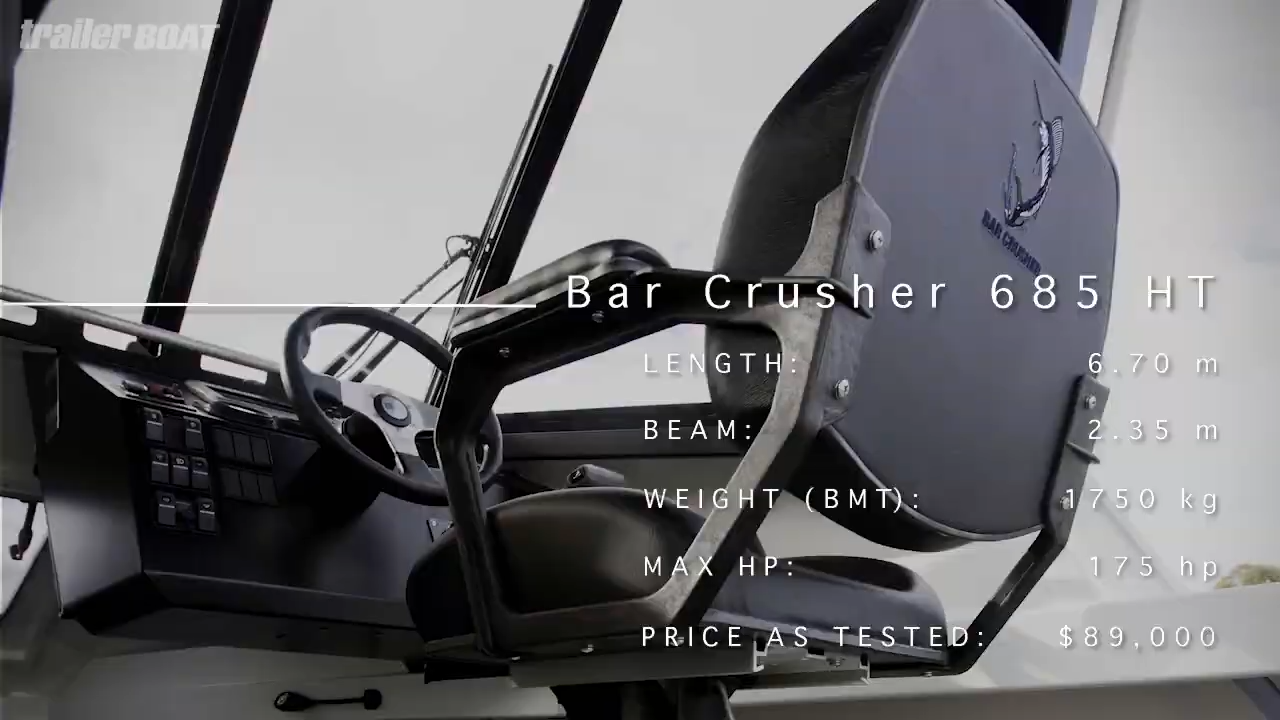 trailer BOAT
BAR CRUSHER
Bar Crusher 685 HT
LENGTH: 6.70 m
BEAM: 2.35 m
WEIGHT (BMT): 1750 kg
MAX HP: 175 hp
PRICE AS TESTED: $89,000